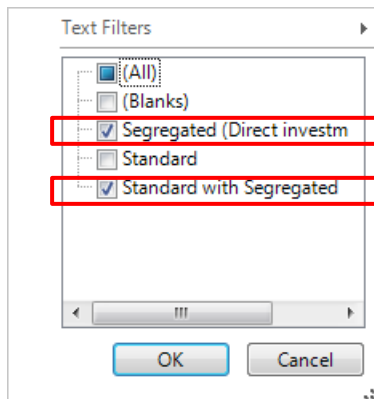 Text Filters
(All)
(Blanks)
Segregated (Direct investm
Standard
Standard with Segregated
OK
Cancel